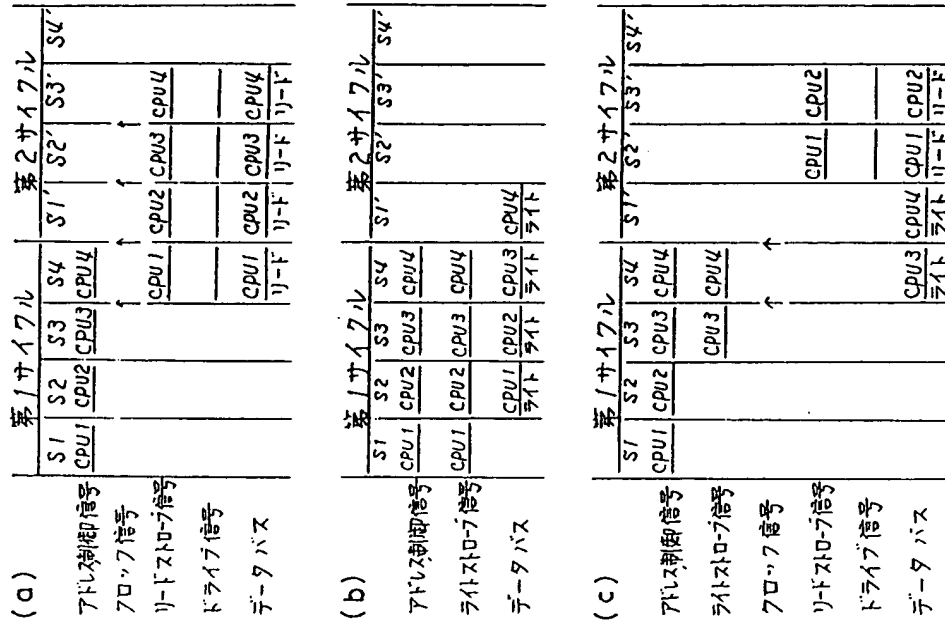 (a)
第1サイクル 第2サイクル
S1 S2 S3 S4 S1' S2' S3' S4'
アドレス制御信号 CPU1 CPU2 CPU3 CPU4
クロック信号
リードストローブ信号 CPU1 CPU2 CPU3 CPU4
ドライブ信号
データバス CPU1 CPU2 CPU3 CPU4
リード リード リード リード
(b)
第1サイクル 第2サイクル
S1 S2 S3 S4 S1' S2' S3' S4'
アドレス制御信号 CPU1 CPU2 CPU3 CPU4
ライトストローブ信号 CPU1 CPU2 CPU3 CPU4
データバス CPU1 CPU2 CPU3 CPU4
ライト ライト ライト ライト
(c)
第1サイクル 第2サイクル
S1 S2 S3 S4 S1' S2' S3' S4'
アドレス制御信号 CPU1 CPU2 CPU3 CPU4
ライトストローブ信号 CPU3 CPU4
クロック信号
リードストローブ信号 CPU1 CPU2
ドライブ信号
データバス CPU3 CPU4 CPU1 CPU2
ライト ライト リード リード